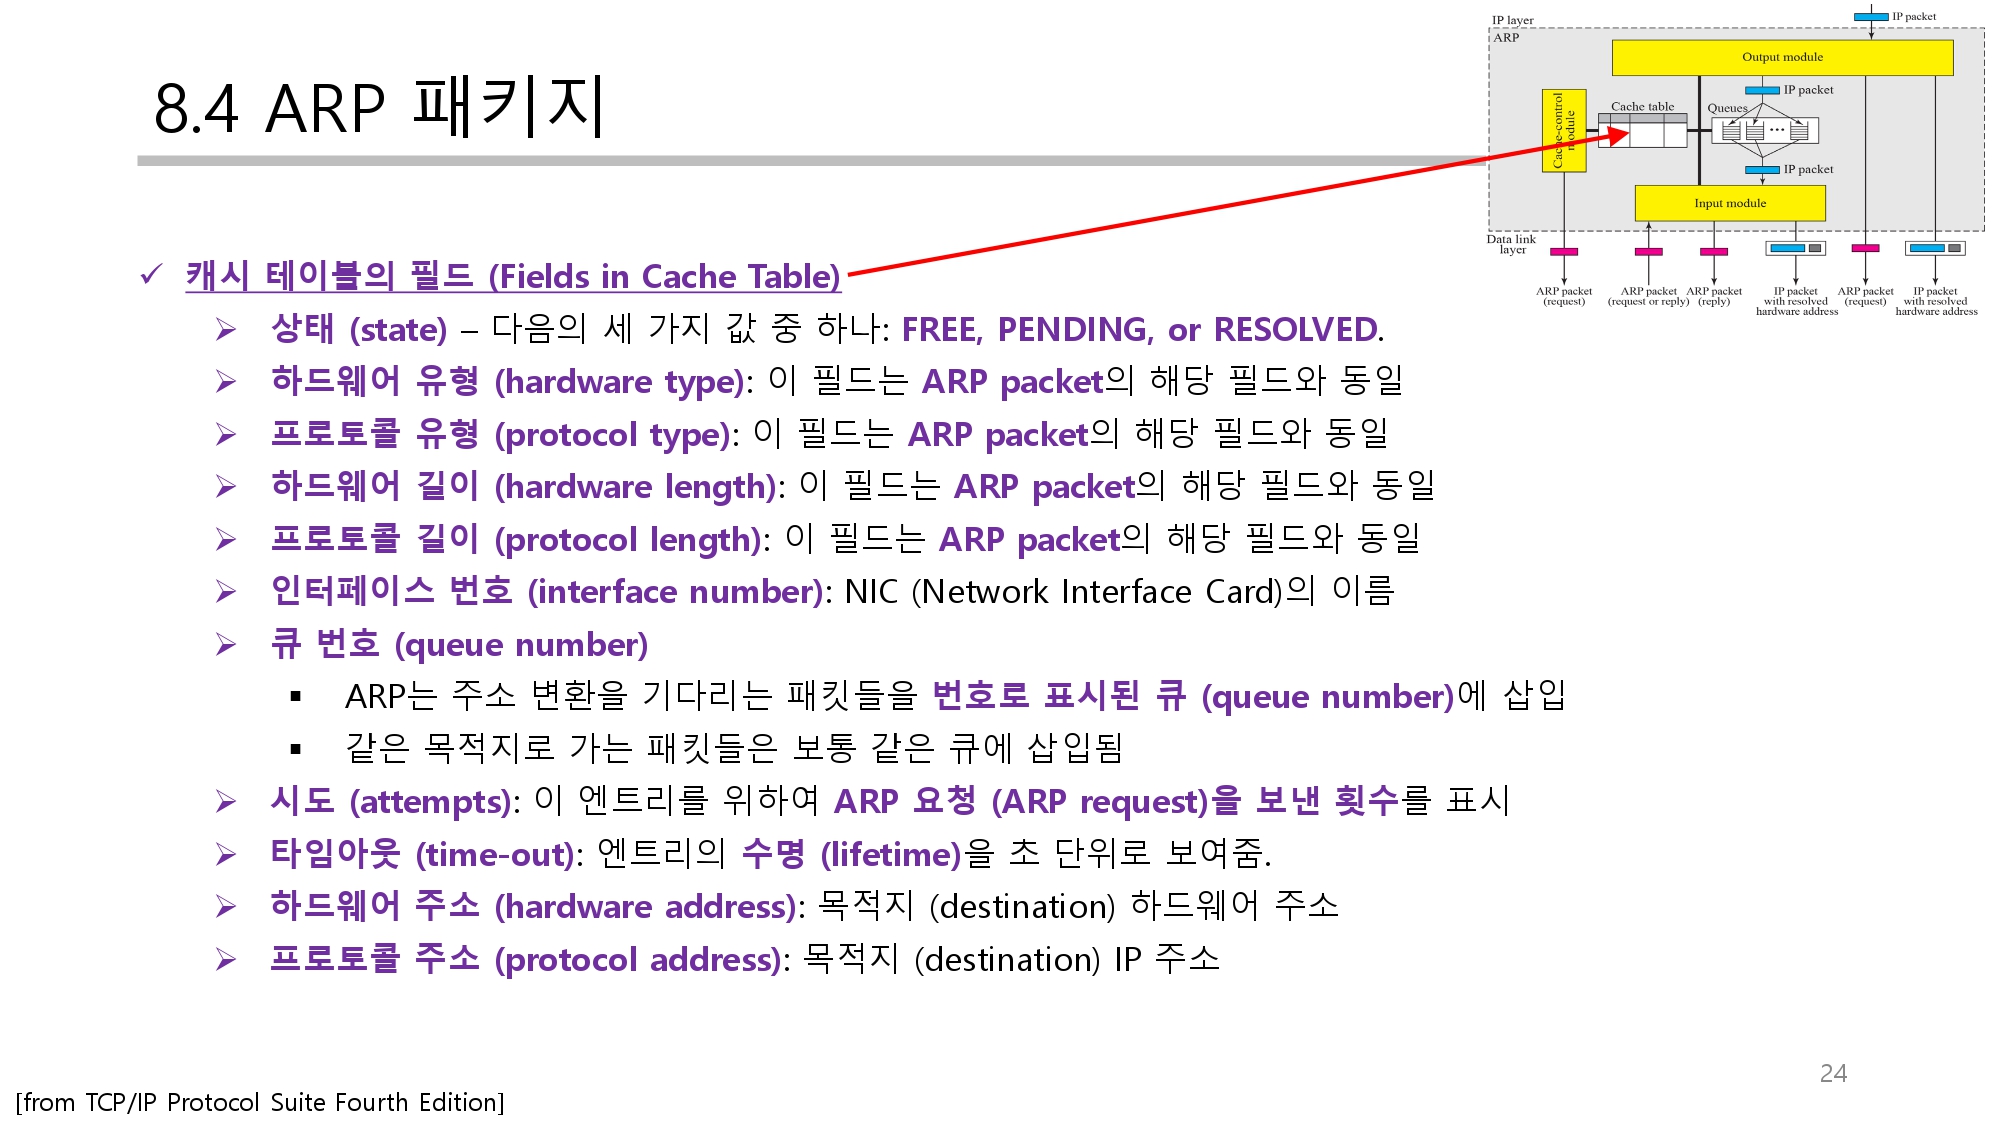 8.4 ARP 패키지
IP layer
IP packet
ARP
Output module
IP packet
Cache-control
module
Cache table
Queues
IP packet
Input module
Data link
layer
ARP packet
(request)
ARP packet
(request or reply)
ARP packet
(reply)
IP packet
with resolved
hardware address
ARP packet
(request)
IP packet
with resolved
hardware address
✓ 캐시 테이블의 필드 (Fields in Cache Table)
➢ 상태 (state) – 다음의 세 가지 값 중 하나: FREE, PENDING, or RESOLVED.
➢ 하드웨어 유형 (hardware type): 이 필드는 ARP packet의 해당 필드와 동일
➢ 프로토콜 유형 (protocol type): 이 필드는 ARP packet의 해당 필드와 동일
➢ 하드웨어 길이 (hardware length): 이 필드는 ARP packet의 해당 필드와 동일
➢ 프로토콜 길이 (protocol length): 이 필드는 ARP packet의 해당 필드와 동일
➢ 인터페이스 번호 (interface number): NIC (Network Interface Card)의 이름
➢ 큐 번호 (queue number)
▪ ARP는 주소 변환을 기다리는 패킷들을 번호로 표시된 큐 (queue number)에 삽입
▪ 같은 목적지로 가는 패킷들은 보통 같은 큐에 삽입됨
➢ 시도 (attempts): 이 엔트리를 위하여 ARP 요청 (ARP request)을 보낸 횟수를 표시
➢ 타임아웃 (time-out): 엔트리의 수명 (lifetime)을 초 단위로 보여줌.
➢ 하드웨어 주소 (hardware address): 목적지 (destination) 하드웨어 주소
➢ 프로토콜 주소 (protocol address): 목적지 (destination) IP 주소
24
[from TCP/IP Protocol Suite Fourth Edition]